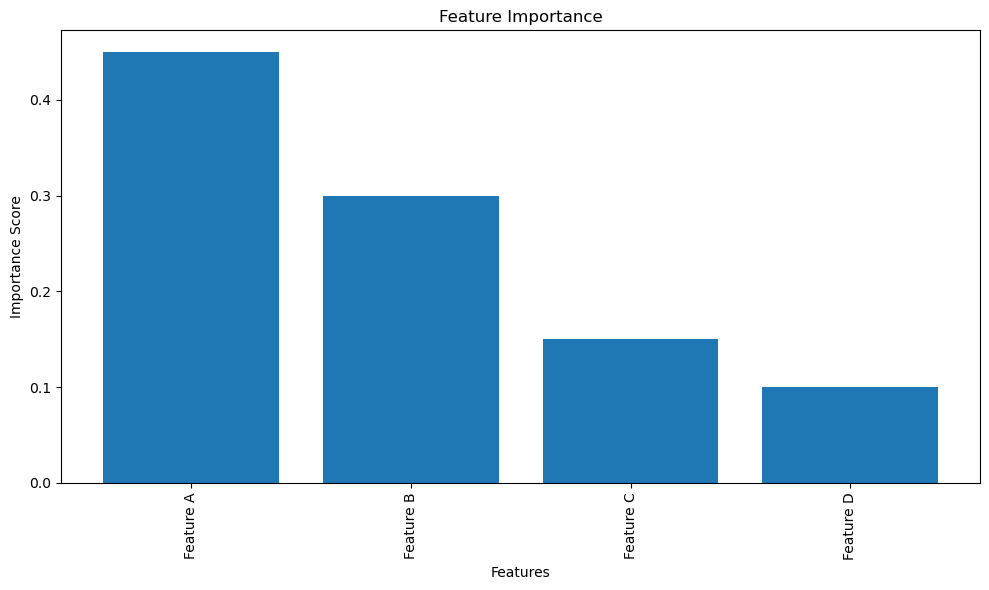 Feature Importance
Importance Score
0.4
0.3
0.2
0.1
0.0
Feature A
Feature B
Feature C
Feature D
Features